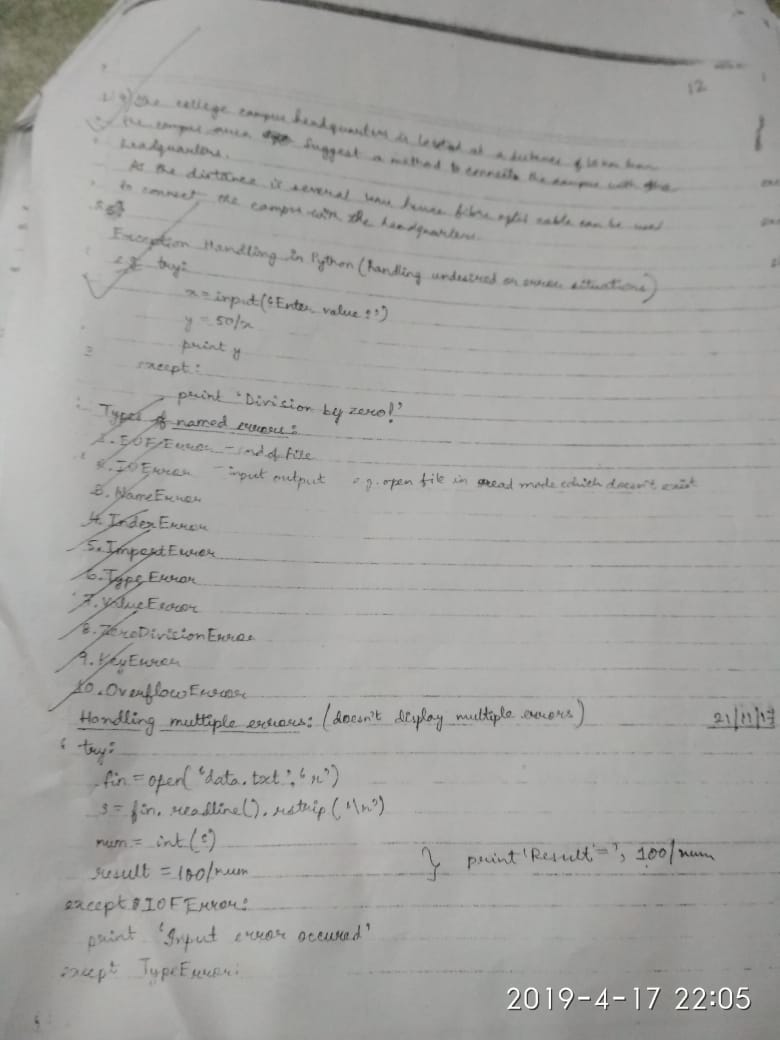 12
The college campus headquarters is located at a distance of 10 km from
the campus area. Suggest a method to connect the campus with the
headquarters.
As the distance is several kms hence fibre optic cable can be used
to connect the campus with the headquarters.
Exception Handling in Python (handling undesired or error situations)
try:
x = input('Enter value :')
y = 50/x
print y
except:
print 'Division by zero!'
Types of named errors:
1. EOFError - end of file
2. IOError - input output e.g. open file in read mode which doesn't exist
3. NameError
4. IndexError
5. ImportError
6. TypeError
7. ValueError
8. ZeroDivisionError
9. KeyError
10. OverflowError
Handling multiple errors: (doesn't display multiple errors) 21/11/17
try:
fin = open('data.txt', 'r')
s = fin.readline().rstrip('\n')
num = int(s)
result = 100/num } print 'Result' = ', 100/num
except IOFError:
print 'Input error occured'
except TypeError:
2019-4-17 22:05